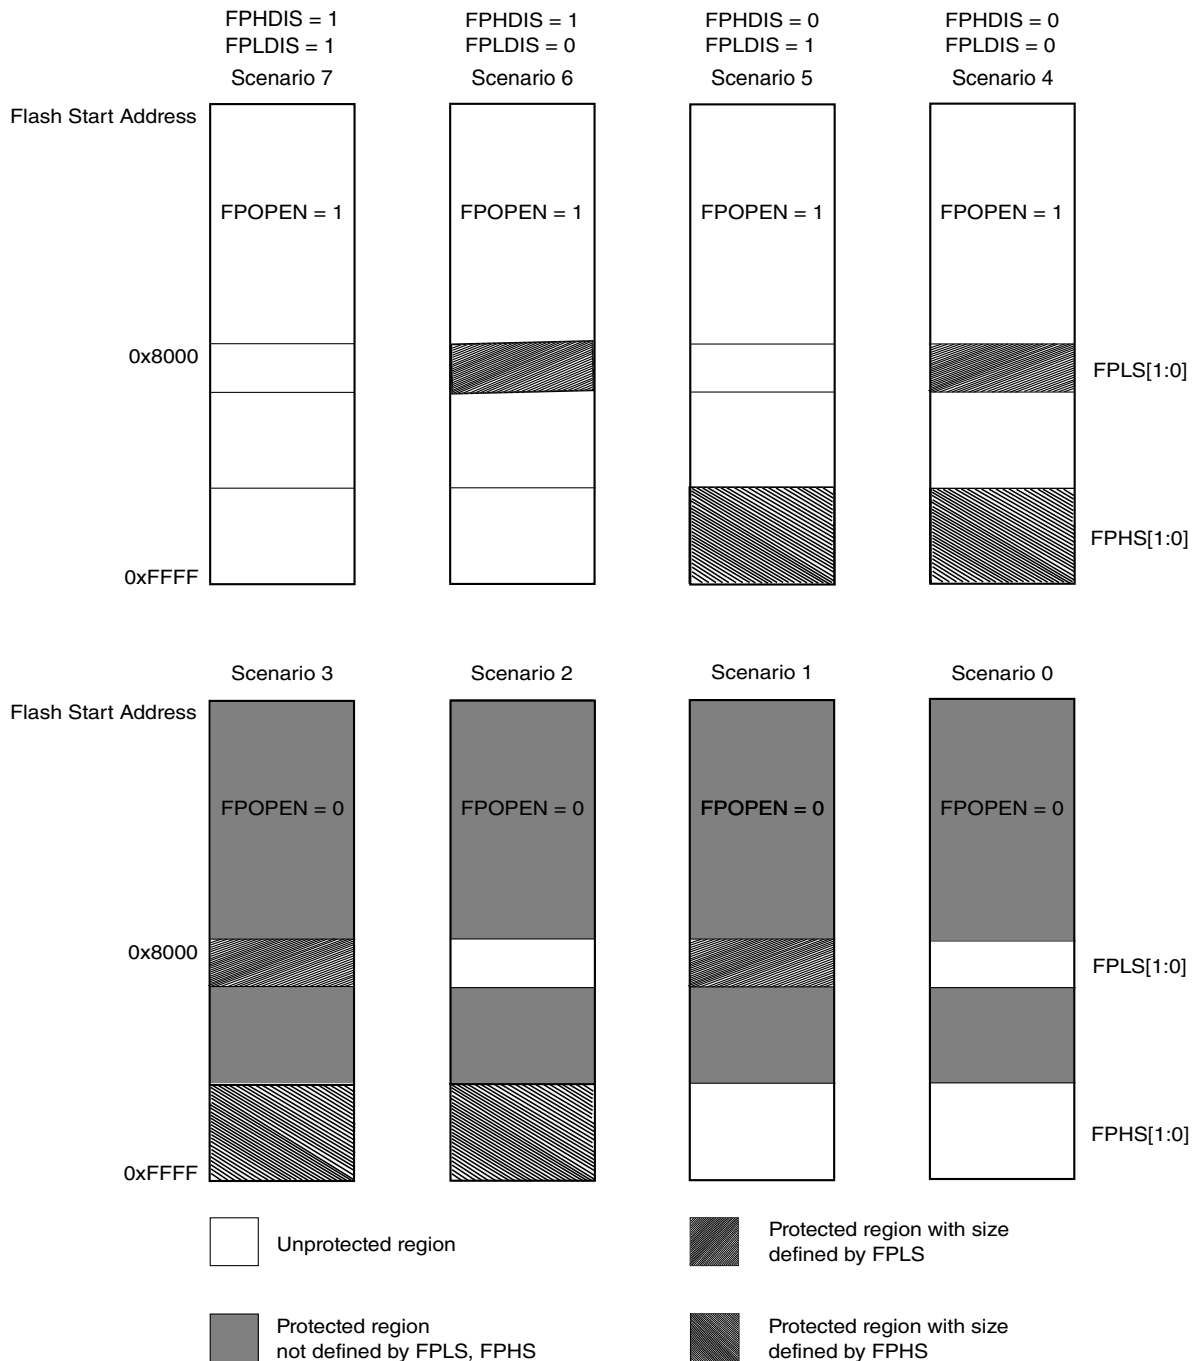 FPHDIS = 1
FPLDIS = 1
Scenario 7
FPHDIS = 1
FPLDIS = 0
Scenario 6
FPHDIS = 0
FPLDIS = 1
Scenario 5
FPHDIS = 0
FPLDIS = 0
Scenario 4
Flash Start Address
FPOPEN = 1
FPOPEN = 1
FPOPEN = 1
FPOPEN = 1
0x8000
FPLS[1:0]
FPHS[1:0]
0xFFFF
Scenario 3
Scenario 2
Scenario 1
Scenario 0
Flash Start Address
FPOPEN = 0
FPOPEN = 0
FPOPEN = 0
FPOPEN = 0
0x8000
FPLS[1:0]
FPHS[1:0]
0xFFFF
Unprotected region
Protected region with size
defined by FPLS
Protected region
not defined by FPLS, FPHS
Protected region with size
defined by FPHS